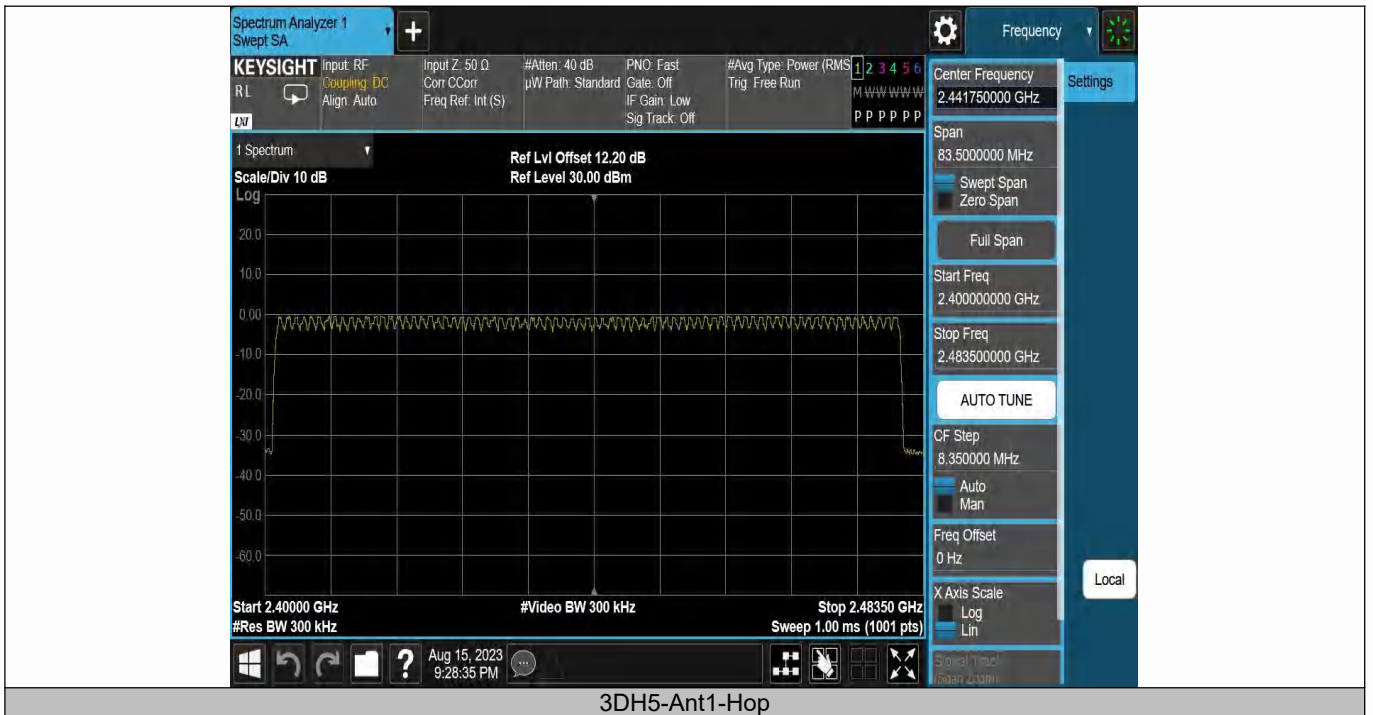 Spectrum Analyzer 1
Swept SA
Frequency
KEYSIGHT
RL
LXI
Input: RF
Coupling: DC
Align: Auto
Input Z: 50 Ω
Corr CCorr
Freq Ref: Int (S)
#Atten: 40 dB
µW Path: Standard
PNO: Fast
Gate: Off
IF Gain: Low
Sig Track: Off
#Avg Type: Power (RMS
Trig: Free Run
1 2 3 4 5 6
M W W W W W
P P P P P P
Center Frequency
2.441750000 GHz
Settings
Span
83.5000000 MHz
Swept Span
Zero Span
Full Span
Start Freq
2.400000000 GHz
Stop Freq
2.483500000 GHz
AUTO TUNE
CF Step
8.350000 MHz
Auto
Man
Freq Offset
0 Hz
X Axis Scale
Log
Lin
Signal Track
(Span Zoom)
Local
1 Spectrum
Scale/Div 10 dB
Ref Lvl Offset 12.20 dB
Ref Level 30.00 dBm
Log
20.0
10.0
0.00
-10.0
-20.0
-30.0
-40.0
-50.0
-60.0
Start 2.40000 GHz
#Video BW 300 kHz
Stop 2.48350 GHz
#Res BW 300 kHz
Sweep 1.00 ms (1001 pts)
?
Aug 15, 2023
9:28:35 PM
3DH5-Ant1-Hop